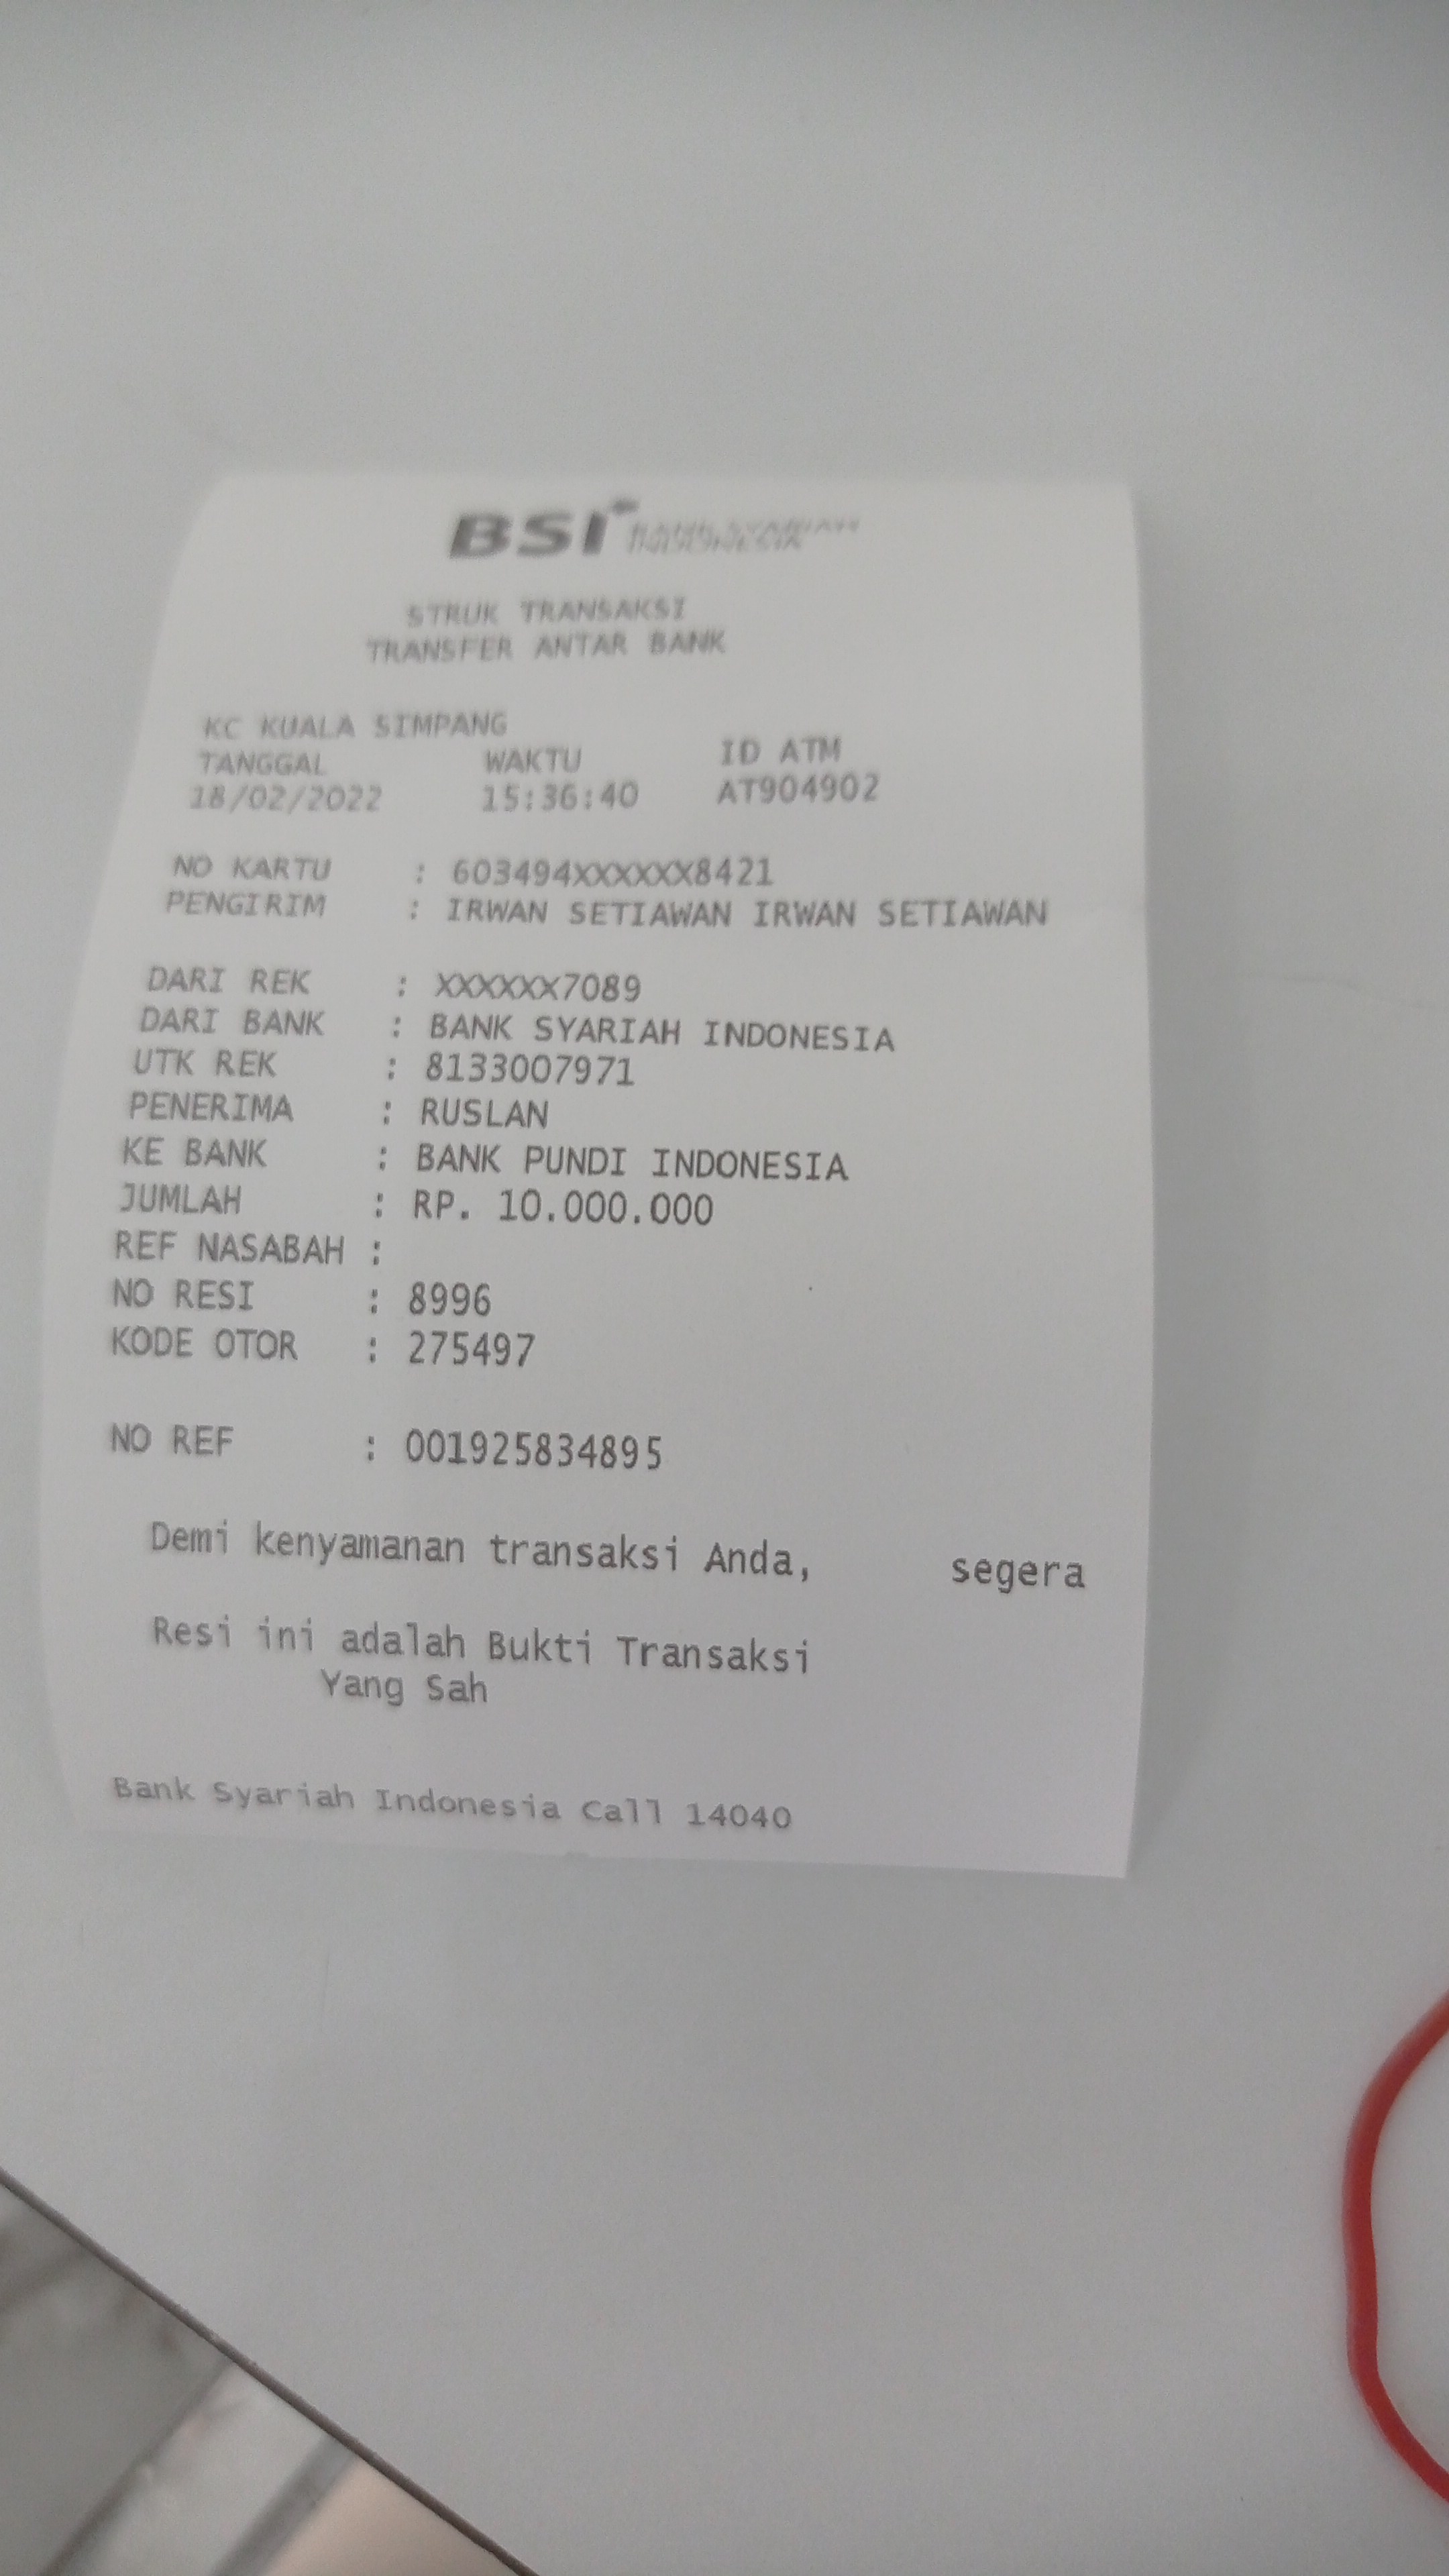 BSI BANK SYARIAH
INDONESIA
STRUK TRANSAKSI
TRANSFER ANTAR BANK
KC KUALA SIMPANG
TANGGAL WAKTU ID ATM
18/02/2022 15:36:40 AT904902
NO KARTU : 603494XXXXXX8421
PENGIRIM : IRWAN SETIAWAN IRWAN SETIAWAN
DARI REK : XXXXXX7089
DARI BANK : BANK SYARIAH INDONESIA
UTK REK : 8133007971
PENERIMA : RUSLAN
KE BANK : BANK PUNDI INDONESIA
JUMLAH : RP. 10.000.000
REF NASABAH :
NO RESI : 8996
KODE OTOR : 275497
NO REF : 001925834895
Demi kenyamanan transaksi Anda, segera
Resi ini adalah Bukti Transaksi
Yang Sah
Bank Syariah Indonesia Call 14040